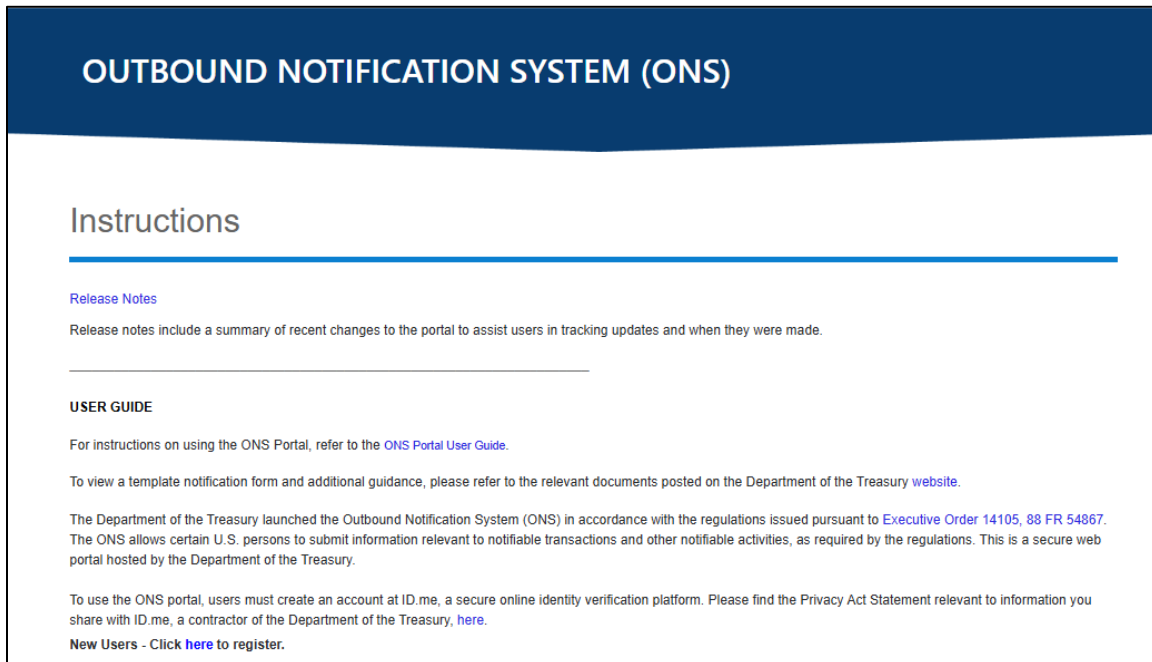 OUTBOUND NOTIFICATION SYSTEM (ONS)
Instructions
Release Notes
Release notes include a summary of recent changes to the portal to assist users in tracking updates and when they were made.
USER GUIDE
For instructions on using the ONS Portal, refer to the ONS Portal User Guide.
To view a template notification form and additional guidance, please refer to the relevant documents posted on the Department of the Treasury website.
The Department of the Treasury launched the Outbound Notification System (ONS) in accordance with the regulations issued pursuant to Executive Order 14105, 88 FR 54867.
The ONS allows certain U.S. persons to submit information relevant to notifiable transactions and other notifiable activities, as required by the regulations. This is a secure web
portal hosted by the Department of the Treasury.
To use the ONS portal, users must create an account at ID.me, a secure online identity verification platform. Please find the Privacy Act Statement relevant to information you
share with ID.me, a contractor of the Department of the Treasury, here.
New Users - Click here to register.